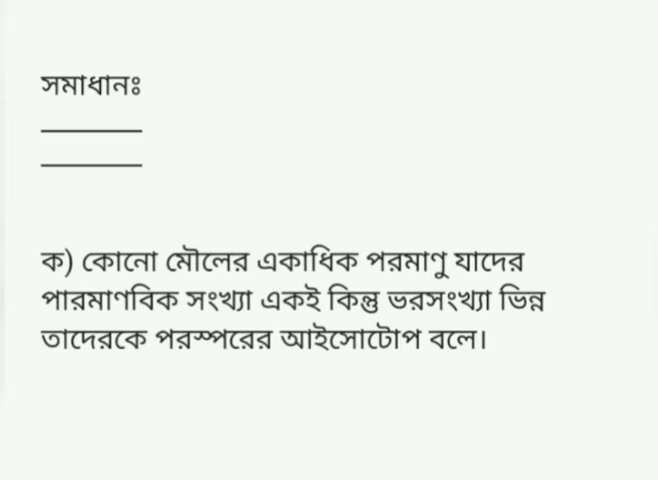 সমাধানঃ
ক) কোনো মৌলের একাধিক পরমাণু যাদের
পারমাণবিক সংখ্যা একই কিন্তু ভরসংখ্যা ভিন্ন
তাদেরকে পরস্পরের আইসোটোপ বলে।